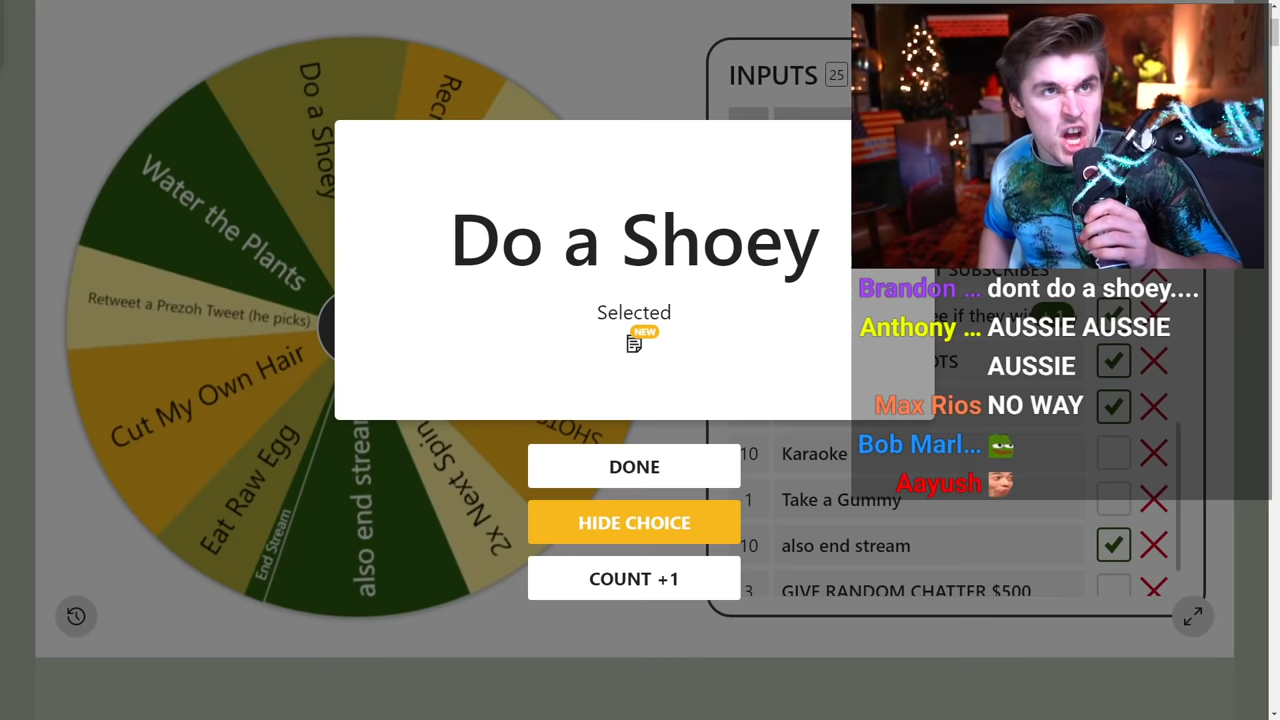 Do a Shoey
Water the Plants
Retweet a Prezoh Tweet (he picks)
Cut My Own Hair
Eat Raw Egg
End Stream
also end stream
2x Next Spin
SHOTS
INPUTS 25
Do a Shoey
Selected
NEW
DONE
HIDE CHOICE
COUNT +1
SUBSCRIBES
10 Karaoke
1 Take a Gummy
10 also end stream
3 GIVE RANDOM CHATTER $500
Brandon ... dont do a shoey....
Anthony ... AUSSIE AUSSIE
AUSSIE
Max Rios NO WAY
Bob Marl...
Aayush